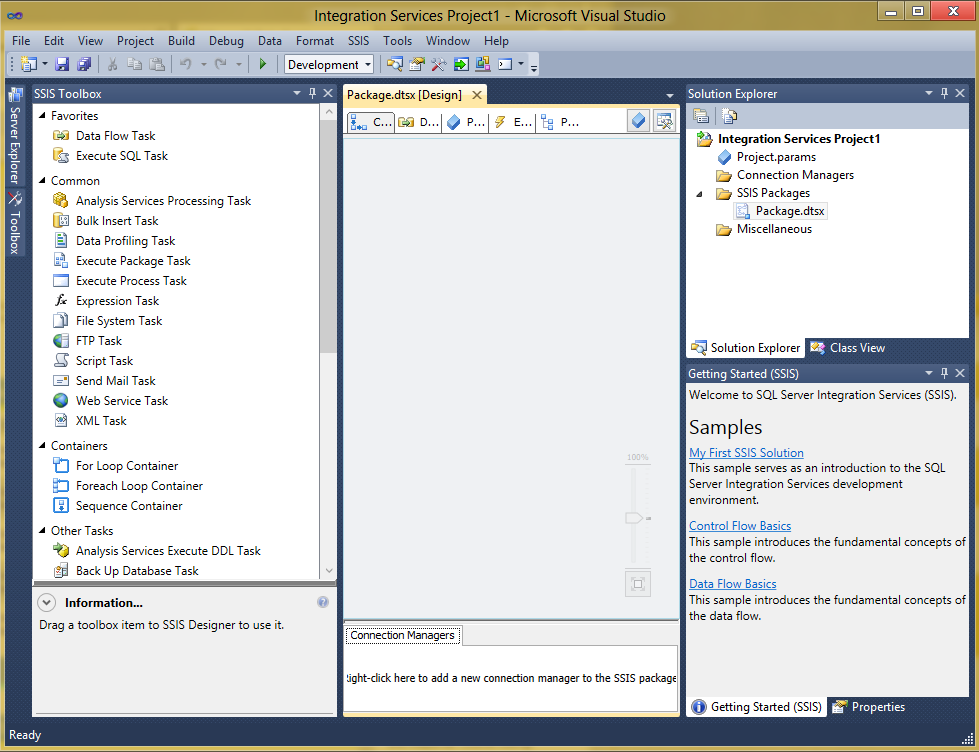 Integration Services Project1 - Microsoft Visual Studio
File Edit View Project Build Debug Data Format SSIS Tools Window Help
Development
Server Explorer
Toolbox
SSIS Toolbox
Favorites
Data Flow Task
Execute SQL Task
Common
Analysis Services Processing Task
Bulk Insert Task
Data Profiling Task
Execute Package Task
Execute Process Task
Expression Task
File System Task
FTP Task
Script Task
Send Mail Task
Web Service Task
XML Task
Containers
For Loop Container
Foreach Loop Container
Sequence Container
Other Tasks
Analysis Services Execute DDL Task
Back Up Database Task
Information...
Drag a toolbox item to SSIS Designer to use it.
Package.dtsx [Design]
C... D... P... E... P...
100%
Connection Managers
ight-click here to add a new connection manager to the SSIS package
Solution Explorer
Integration Services Project1
Project.params
Connection Managers
SSIS Packages
Package.dtsx
Miscellaneous
Solution Explorer Class View
Getting Started (SSIS)
Welcome to SQL Server Integration Services (SSIS).
Samples
My First SSIS Solution
This sample serves as an introduction to the SQL
Server Integration Services development
environment.
Control Flow Basics
This sample introduces the fundamental concepts of
the control flow.
Data Flow Basics
This sample introduces the fundamental concepts of
the data flow.
Getting Started (SSIS) Properties
Ready